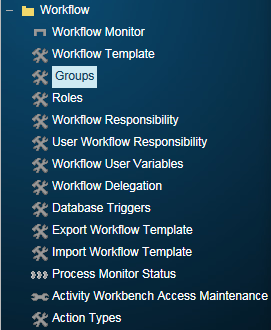 Workflow
Workflow Monitor
Workflow Template
Groups
Roles
Workflow Responsibility
User Workflow Responsibility
Workflow User Variables
Workflow Delegation
Database Triggers
Export Workflow Template
Import Workflow Template
Process Monitor Status
Activity Workbench Access Maintenance
Action Types